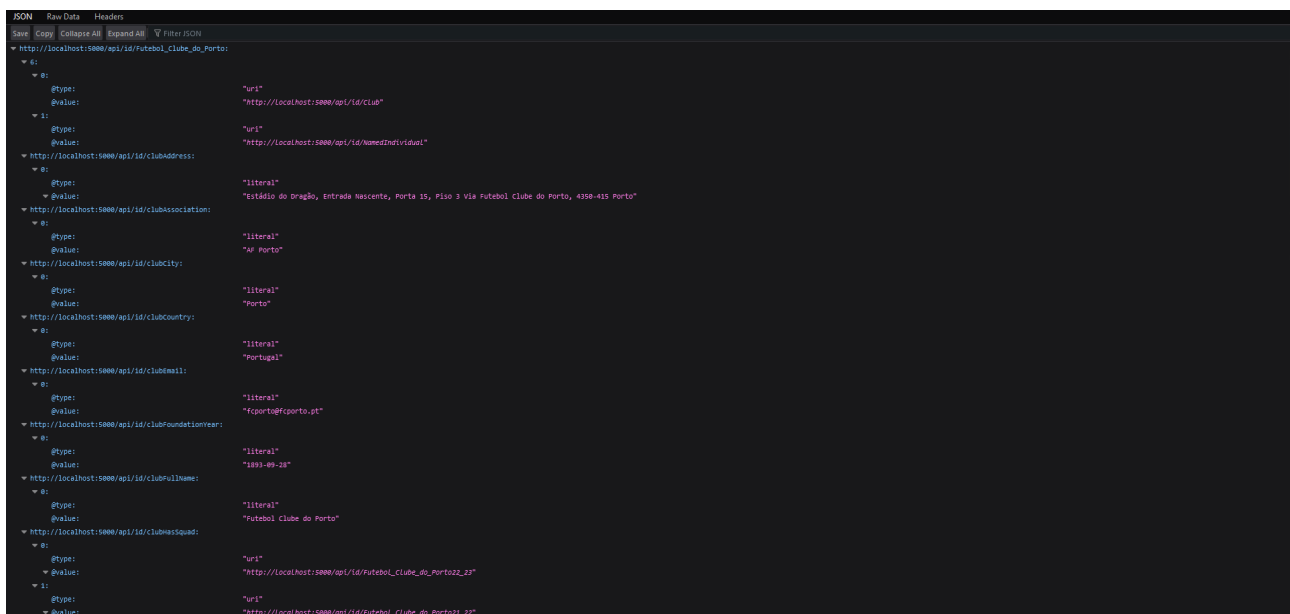 JSON Raw Data Headers
Save Copy Collapse All Expand All Filter JSON
http://localhost:5000/api/id/Futebol_Clube_do_Porto:
6:
0:
@type: "uri"
@value: "http://localhost:5000/api/id/Club"
1:
@type: "uri"
@value: "http://localhost:5000/api/id/NamedIndividual"
http://localhost:5000/api/id/clubAddress:
0:
@type: "literal"
@value: "Estádio do Dragão, Entrada Nascente, Porta 15, Piso 3 Via Futebol Clube do Porto, 4350-415 Porto"
http://localhost:5000/api/id/clubAssociation:
0:
@type: "literal"
@value: "AF Porto"
http://localhost:5000/api/id/clubCity:
0:
@type: "literal"
@value: "Porto"
http://localhost:5000/api/id/clubCountry:
0:
@type: "literal"
@value: "Portugal"
http://localhost:5000/api/id/clubEmail:
0:
@type: "literal"
@value: "fcporto@fcporto.pt"
http://localhost:5000/api/id/clubFoundationYear:
0:
@type: "literal"
@value: "1893-09-28"
http://localhost:5000/api/id/clubFullName:
0:
@type: "literal"
@value: "Futebol Clube do Porto"
http://localhost:5000/api/id/clubHasSquad:
0:
@type: "uri"
@value: "http://localhost:5000/api/id/Futebol_Clube_do_Porto22_23"
1:
@type: "uri"
@value: "http://localhost:5000/api/id/Futebol_Clube_do_Porto21_22"